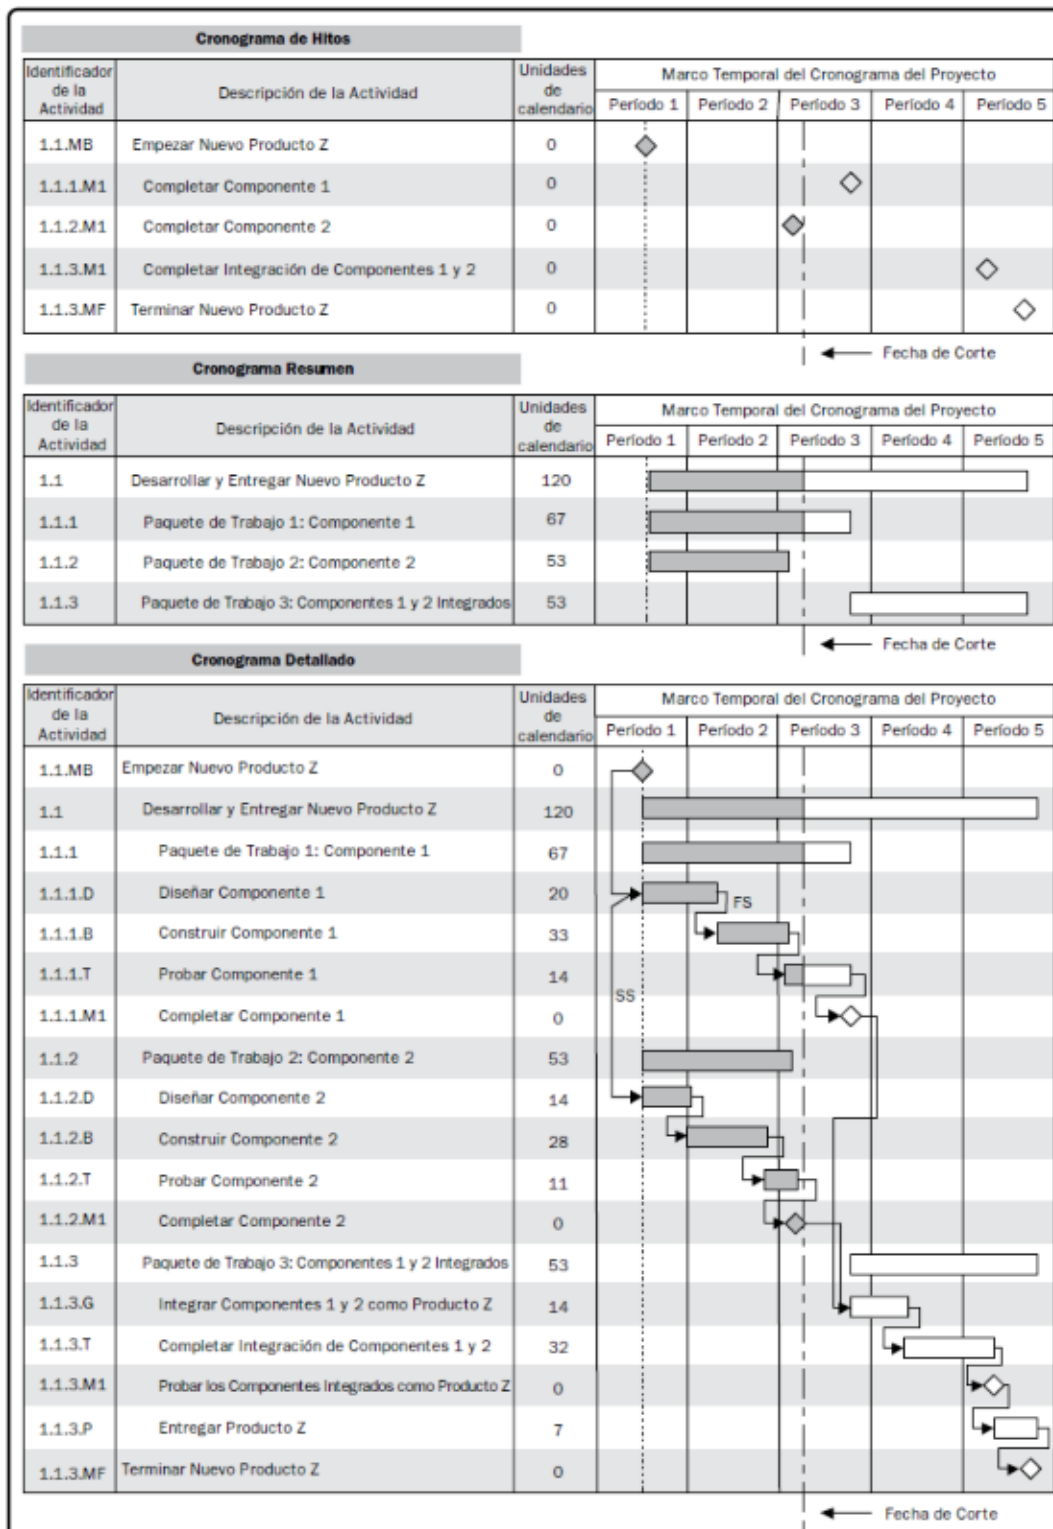 Cronograma de Hitos
Identificador de la Actividad Descripción de la Actividad Unidades de calendario Marco Temporal del Cronograma del Proyecto
Período 1 Período 2 Período 3 Período 4 Período 5
1.1.MB Empezar Nuevo Producto Z 0
1.1.1.M1 Completar Componente 1 0
1.1.2.M1 Completar Componente 2 0
1.1.3.M1 Completar Integración de Componentes 1 y 2 0
1.1.3.MF Terminar Nuevo Producto Z 0
Fecha de Corte
Cronograma Resumen
Identificador de la Actividad Descripción de la Actividad Unidades de calendario Marco Temporal del Cronograma del Proyecto
Período 1 Período 2 Período 3 Período 4 Período 5
1.1 Desarrollar y Entregar Nuevo Producto Z 120
1.1.1 Paquete de Trabajo 1: Componente 1 67
1.1.2 Paquete de Trabajo 2: Componente 2 53
1.1.3 Paquete de Trabajo 3: Componentes 1 y 2 Integrados 53
Fecha de Corte
Cronograma Detallado
Identificador de la Actividad Descripción de la Actividad Unidades de calendario Marco Temporal del Cronograma del Proyecto
Período 1 Período 2 Período 3 Período 4 Período 5
1.1.MB Empezar Nuevo Producto Z 0
1.1 Desarrollar y Entregar Nuevo Producto Z 120
1.1.1 Paquete de Trabajo 1: Componente 1 67
1.1.1.D Diseñar Componente 1 20 FS
1.1.1.B Construir Componente 1 33
1.1.1.T Probar Componente 1 14 SS
1.1.1.M1 Completar Componente 1 0
1.1.2 Paquete de Trabajo 2: Componente 2 53
1.1.2.D Diseñar Componente 2 14
1.1.2.B Construir Componente 2 28
1.1.2.T Probar Componente 2 11
1.1.2.M1 Completar Componente 2 0
1.1.3 Paquete de Trabajo 3: Componentes 1 y 2 Integrados 53
1.1.3.G Integrar Componentes 1 y 2 como Producto Z 14
1.1.3.T Completar Integración de Componentes 1 y 2 32
1.1.3.M1 Probar los Componentes Integrados como Producto Z 0
1.1.3.P Entregar Producto Z 7
1.1.3.MF Terminar Nuevo Producto Z 0
Fecha de Corte